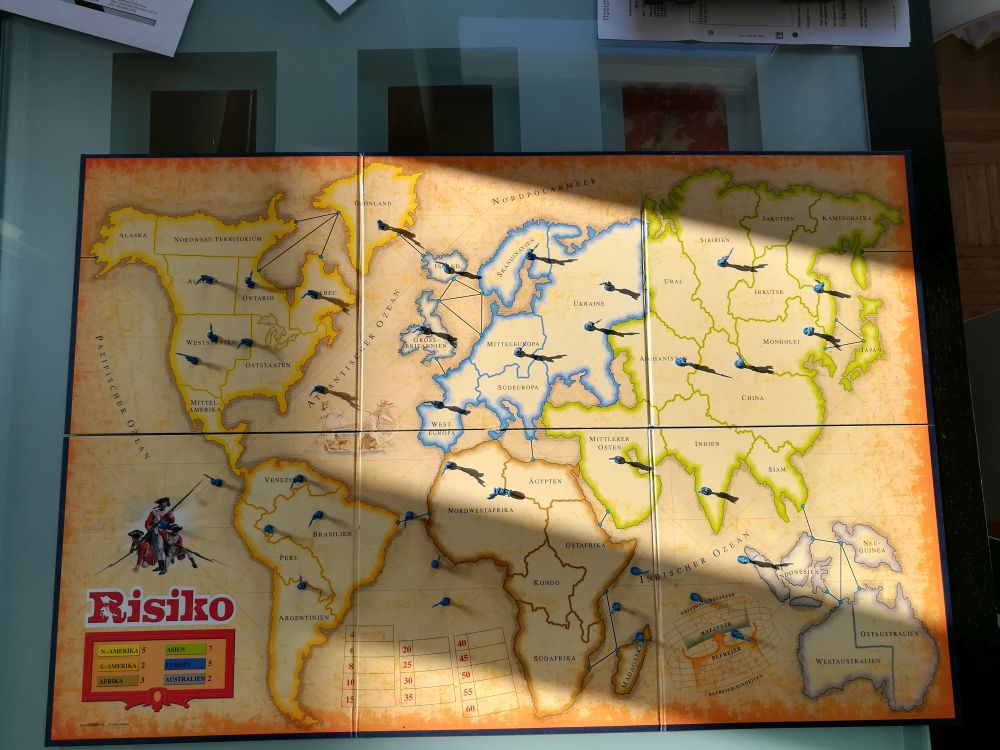 NORDPOLARMEER
GRÖNLAND
ALASKA
NORDWEST-TERRITORIUM
ISLAND
SKANDINAVIEN
SIBIRIEN
JAKUTIEN
KAMESCHATKA
ONTARIO
UKRAINE
URAL
IRKUTSK
ATLANTISCHER OZEAN
GROSS-
BRITANNIEN
MITTELEUROPA
MONGOLEI
JAPAN
WESTSTAATEN
OSTSTAATEN
AFGHANISTAN
PAZIFISCHER OZEAN
SÜDEUROPA
CHINA
MITTEL-
AMERIKA
WEST-
EUROPA
MITTLERER
OSTEN
INDIEN
SIAM
VENEZUELA
ÄGYPTEN
NORDWESTAFRIKA
BRASILIEN
OSTAFRIKA
INDISCHER OZEAN
NEU-
GUINEA
INDONESIEN
PERU
KONGO
ARGENTINIEN
OSTAUSTRALIEN
WESTAUSTRALIEN
SÜDAFRIKA
MADAGASKAR
Risiko
N.-AMERIKA 5
ASIEN 7
S.-AMERIKA 2
EUROPA 5
AFRIKA 3
AUSTRALIEN 2
4
20
40
6
25
45
8
30
50
10
35
55
15
60
BEFREIER
BEFREIER-EINHEITEN